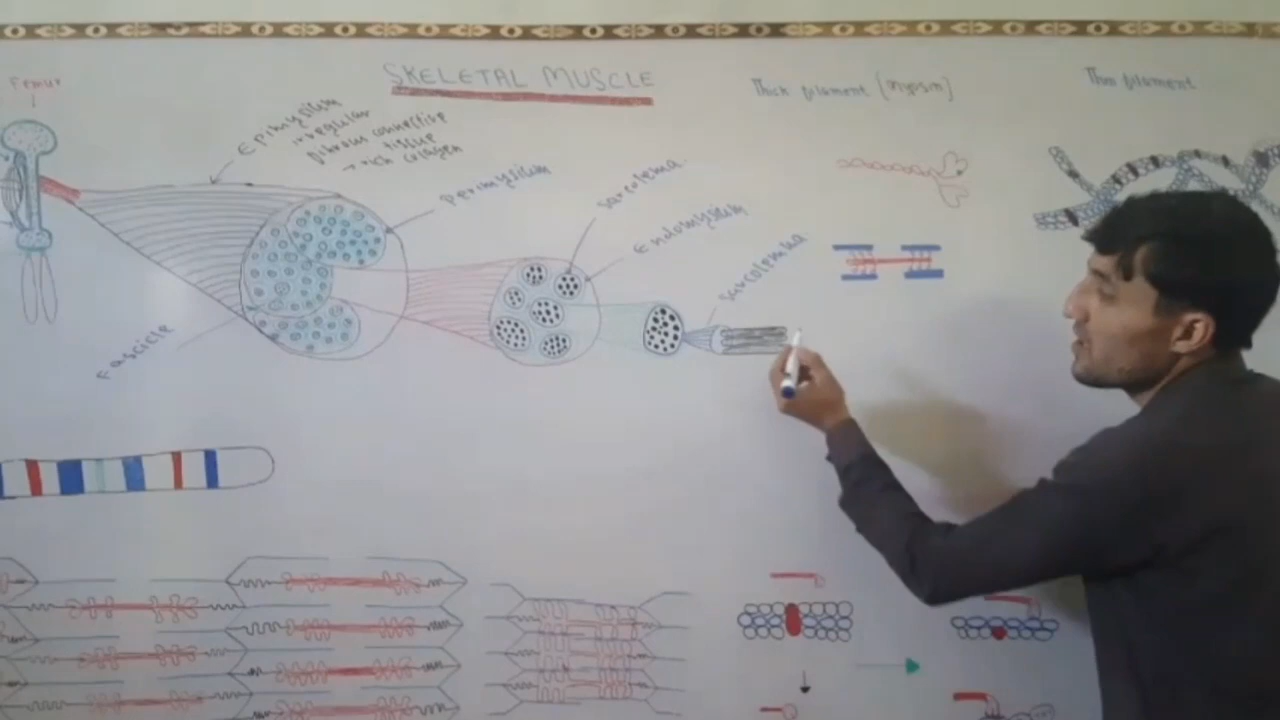 SKELETAL MUSCLE
Thick filament (myosin)
Thin filament
Femur
Epimysium
irregular
fibrous connective
tissue
→ rich collagen
perimysium
sarcolema
Endomysium
sarcolemma
Fascicle